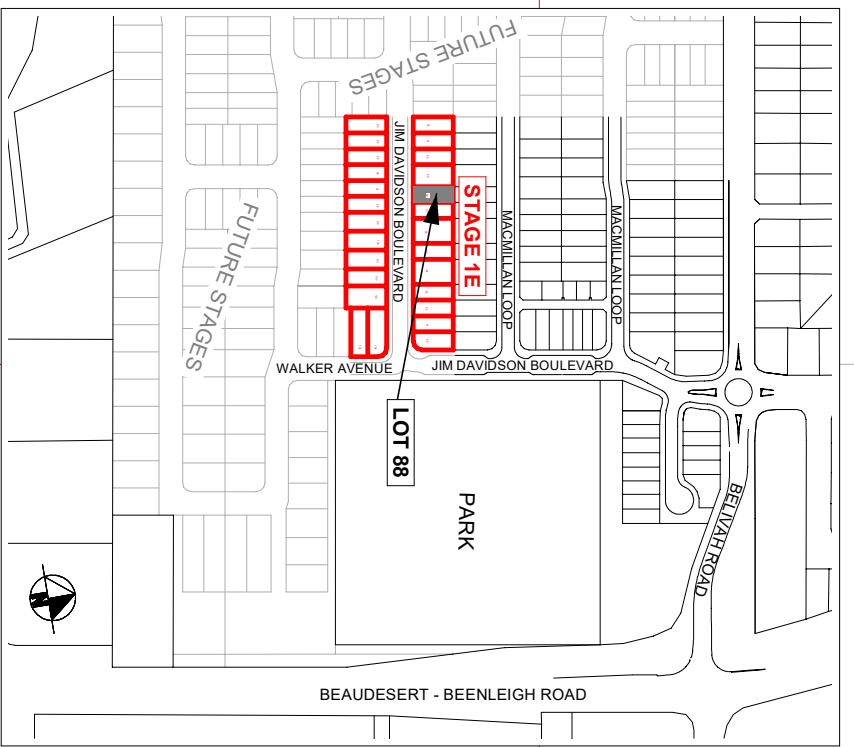 FUTURE STAGES
JIM DAVIDSON BOULEVARD
STAGE 1E
MACMILLAN LOOP
MACMILLAN LOOP
FUTURE STAGES
WALKER AVENUE
JIM DAVIDSON BOULEVARD
LOT 88
PARK
BELIVAH ROAD
N
BEAUDESERT - BEENLEIGH ROAD